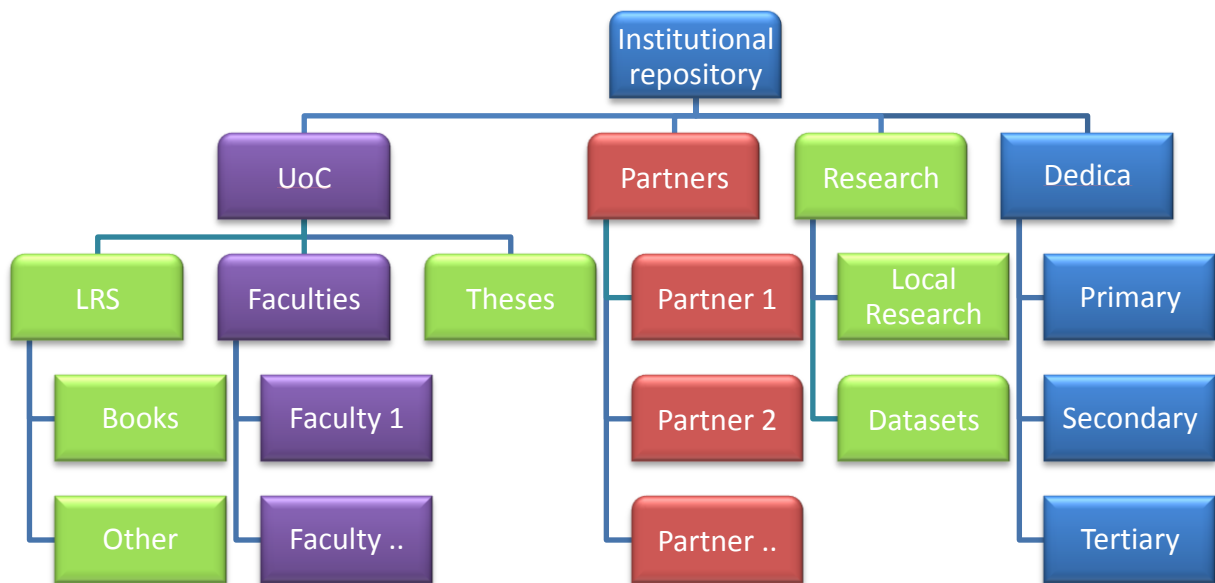 Institutional
repository
UoC
Partners
Research
Dedica
LRS
Faculties
Theses
Partner 1
Local
Research
Primary
Books
Faculty 1
Partner 2
Datasets
Secondary
Other
Faculty ..
Partner ..
Tertiary